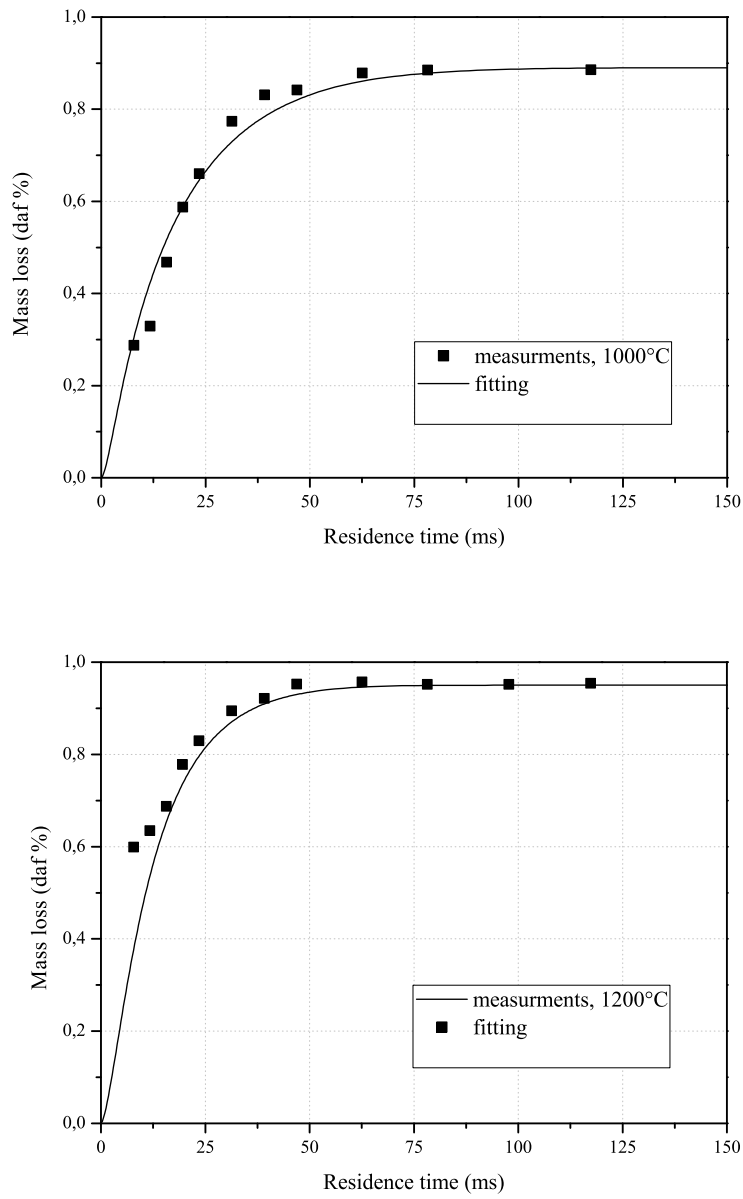 1,0
0,8
0,6
0,4
0,2
0,0
Mass loss (daf %)
measurments, 1000°C
fitting
0 25 50 75 100 125 150
Residence time (ms)
1,0
0,8
0,6
0,4
0,2
0,0
Mass loss (daf %)
measurments, 1200°C
fitting
0 25 50 75 100 125 150
Residence time (ms)